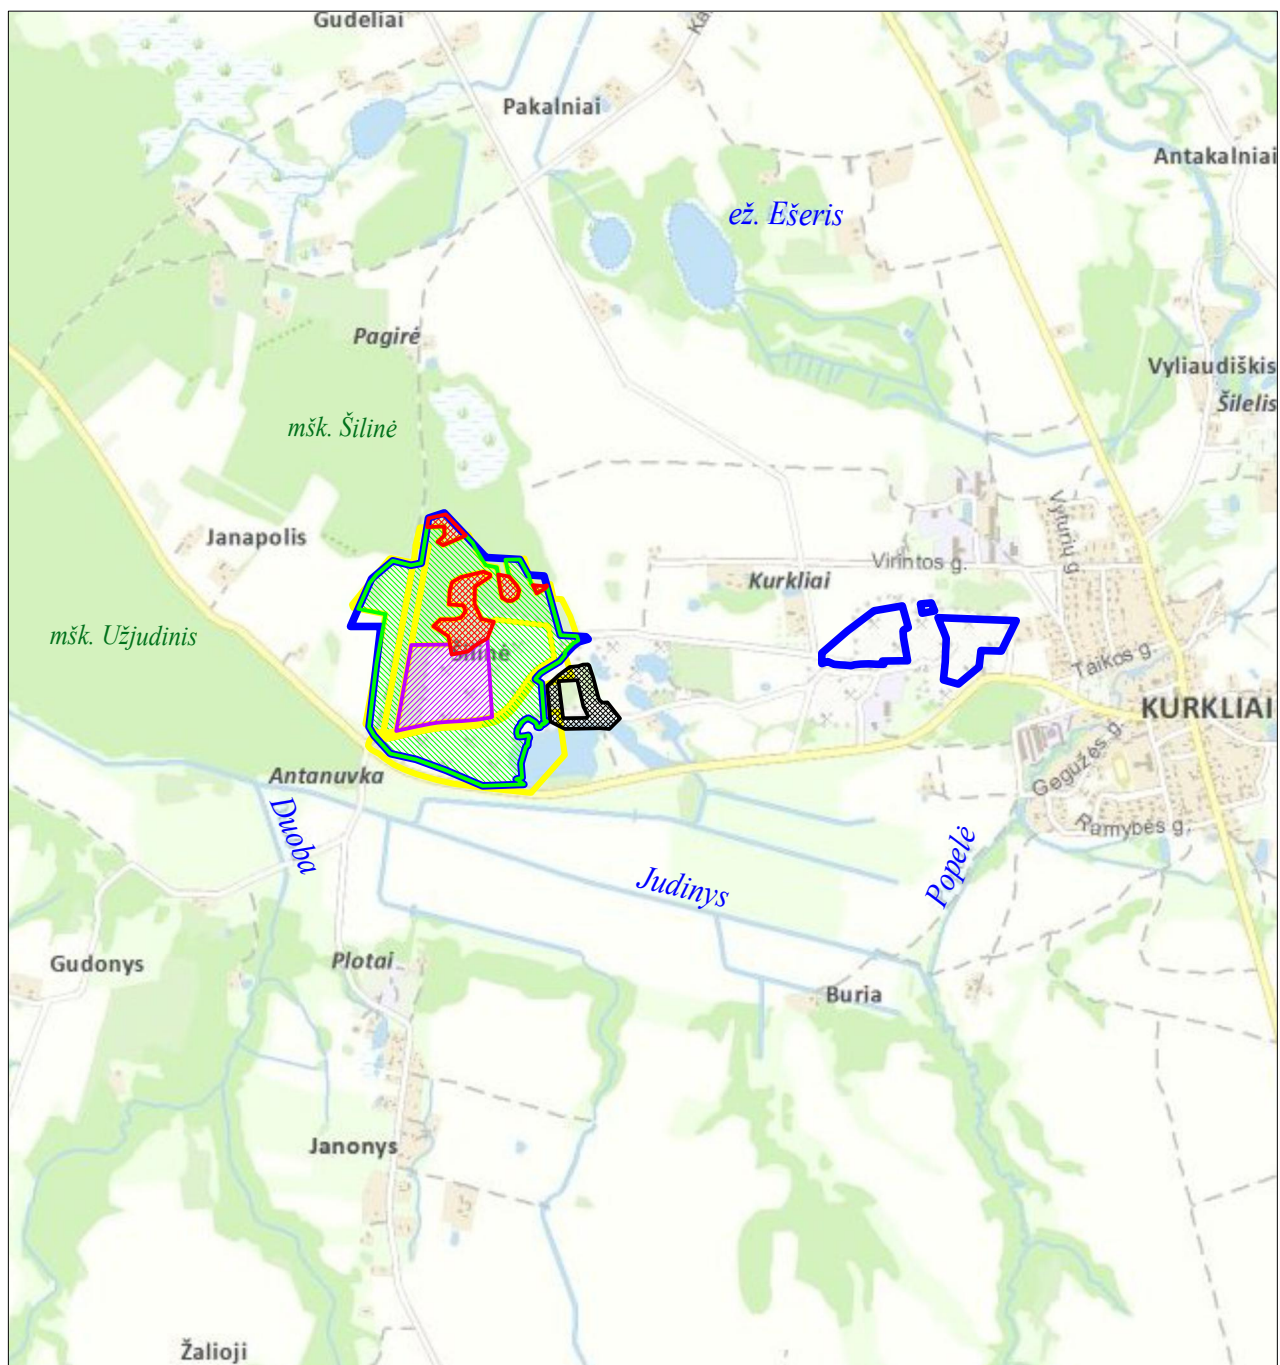 Gudeliai
Ka
Pakalniai
Antakalniai
ež. Ešeris
Pagirė
Vyliaudiškis
Šilelis
mšk. Šilinė
Janapolis
Vyturių g.
Virintos g.
Kurkliai
mšk. Užjudinis
Šilinė
Taikos g.
KURKLIAI
Gegužės g.
Antanuvka
Duoba
Ramybės g.
Popelė
Judinys
Gudonys
Plotai
Buria
Janonys
Žalioji